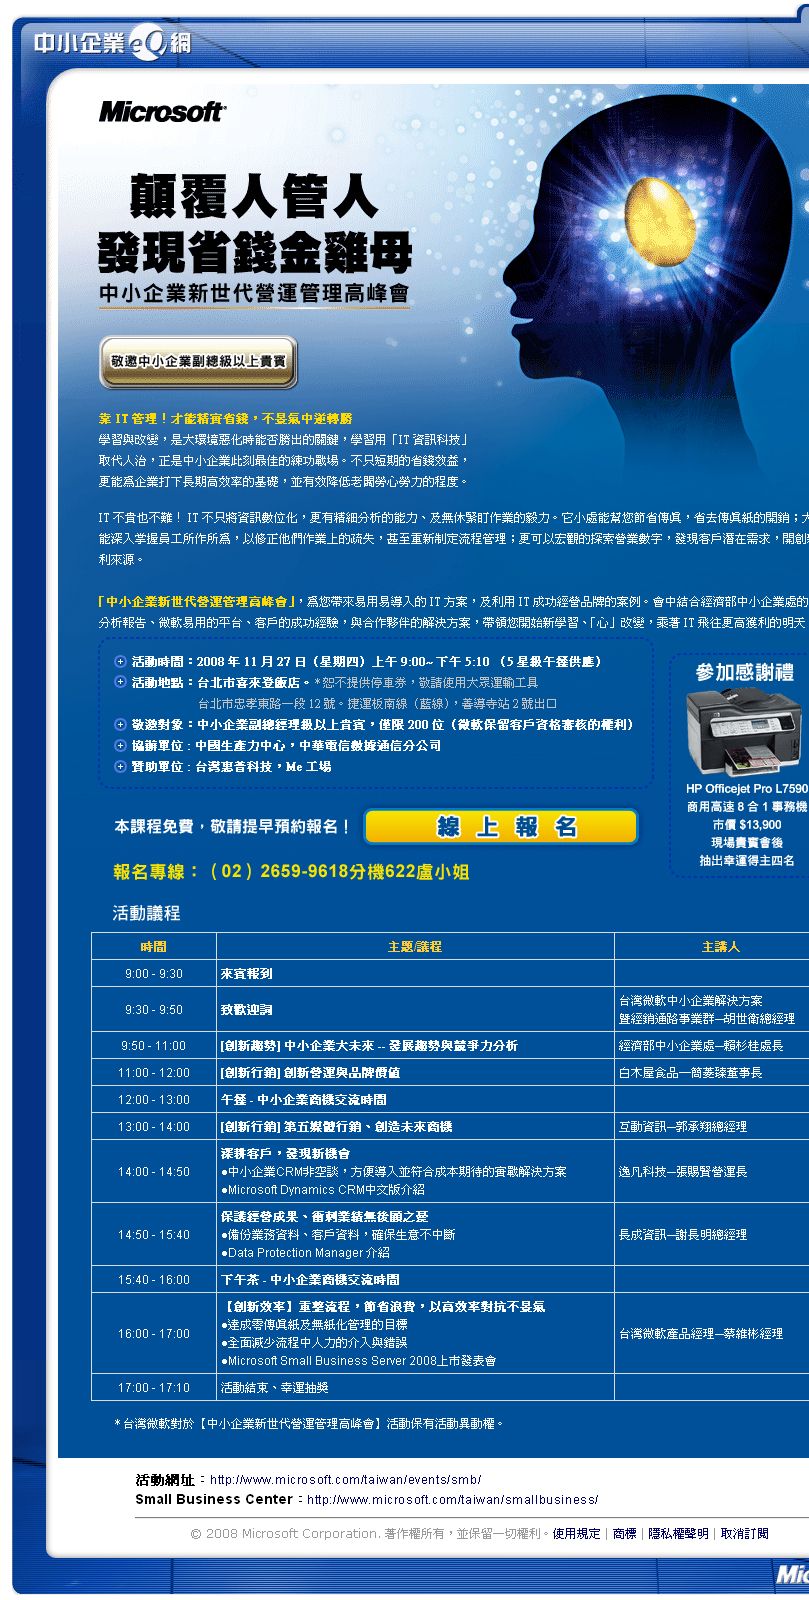 中小企業eQ網
Microsoft
顛覆人管人
發現省錢金雞母
中小企業新世代營運管理高峰會
敬邀中小企業副總級以上貴賓
靠 IT 管理！才能精實省錢，不景氣中逆轉勝
學習與改變，是大環境惡化時能否勝出的關鍵，學習用「IT 資訊科技」
取代人治，正是中小企業此刻最佳的練功戰場。不只短期的省錢效益，
更能為企業打下長期高效率的基礎，並有效降低老闆勞心勞力的程度。
IT 不貴也不難！ IT 不只將資訊數位化，更有精細分析的能力、及無休緊盯作業的毅力。它小處能幫您節省傳真，省去傳真紙的開銷；大
能深入掌握員工所作所為，以修正他們作業上的疏失，甚至重新制定流程管理；更可以宏觀的探索營業數字，發現客戶潛在需求，開創
利來源。
「中小企業新世代營運管理高峰會」，為您帶來易用易導入的 IT 方案，及利用 IT 成功經營品牌的案例。會中結合經濟部中小企業處的
分析報告、微軟易用的平台、客戶的成功經驗，與合作夥伴的解決方案，帶領您開始新學習、「心」改變，乘著 IT 飛往更高獲利的明天
活動時間：2008 年 11 月 27 日（星期四）上午 9:00~ 下午 5:10 （5 星級午餐供應）
活動地點：台北市喜來登飯店。*恕不提供停車券，敬請使用大眾運輸工具
台北市忠孝東路一段 12 號。捷運板南線（藍線），善導寺站 2 號出口
敬邀對象：中小企業副總經理級以上貴賓，僅限 200 位（微軟保留客戶資格審核的權利）
協辦單位：中國生產力中心，中華電信數據通信分公司
贊助單位：台灣惠普科技，Me 工場
參加感謝禮
HP Officejet Pro L7590
商用高速 8 合 1 事務機
市價 $13,900
現場貴賓會後
抽出幸運得主四名
本課程免費，敬請提早預約報名！
線 上 報 名
報名專線：（02）2659-9618分機622盧小姐
活動議程
時間 主題/議程 主講人
9:00 - 9:30 來賓報到
9:30 - 9:50 致歡迎詞 台灣微軟中小企業解決方案
暨經銷通路事業群─胡世衛總經理
9:50 - 11:00 [創新趨勢] 中小企業大未來 -- 發展趨勢與競爭力分析 經濟部中小企業處─賴杉桂處長
11:00 - 12:00 [創新行銷] 創新營運與品牌價值 白木屋食品─簡菱臻董事長
12:00 - 13:00 午餐 - 中小企業商機交流時間
13:00 - 14:00 [創新行銷] 第五媒體行銷、創造未來商機 互動資訊─郭承翔總經理
14:00 - 14:50 深耕客戶，發現新機會
●中小企業CRM非空談，方便導入並符合成本期待的實戰解決方案 逸凡科技─張賜賢營運長
●Microsoft Dynamics CRM中文版介紹
14:50 - 15:40 保護經營成果、衝刺業績無後顧之憂
●備份業務資料、客戶資料，確保生意不中斷 長成資訊─謝長明總經理
●Data Protection Manager 介紹
15:40 - 16:00 下午茶 - 中小企業商機交流時間
16:00 - 17:00 【創新效率】重整流程，節省浪費，以高效率對抗不景氣
●達成零傳真紙及無紙化管理的目標
●全面減少流程中人力的介入與錯誤 台灣微軟產品經理─蔡維彬經理
●Microsoft Small Business Server 2008上市發表會
17:00 - 17:10 活動結束、幸運抽獎
*台灣微軟對於【中小企業新世代營運管理高峰會】活動保有活動異動權。
活動網址：http://www.microsoft.com/taiwan/events/smb/
Small Business Center：http://www.microsoft.com/taiwan/smallbusiness/
© 2008 Microsoft Corporation. 著作權所有，並保留一切權利。使用規定 | 商標 | 隱私權聲明 | 取消訂閱